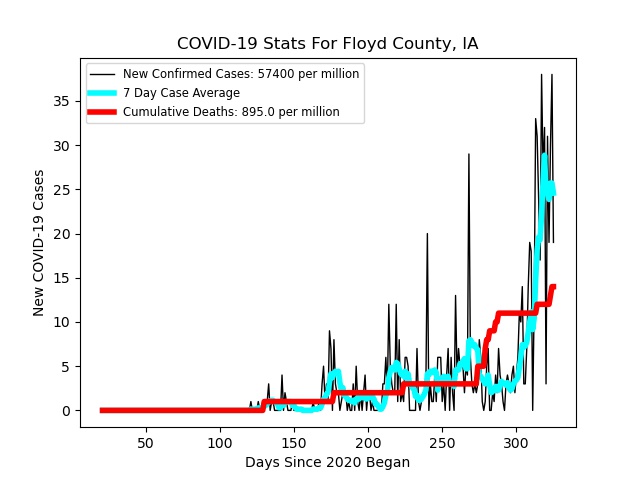 COVID-19 Stats For Floyd County, IA
New Confirmed Cases: 57400 per million
7 Day Case Average
Cumulative Deaths: 895.0 per million
New COVID-19 Cases
35
30
25
20
15
10
5
0
50 100 150 200 250 300
Days Since 2020 Began